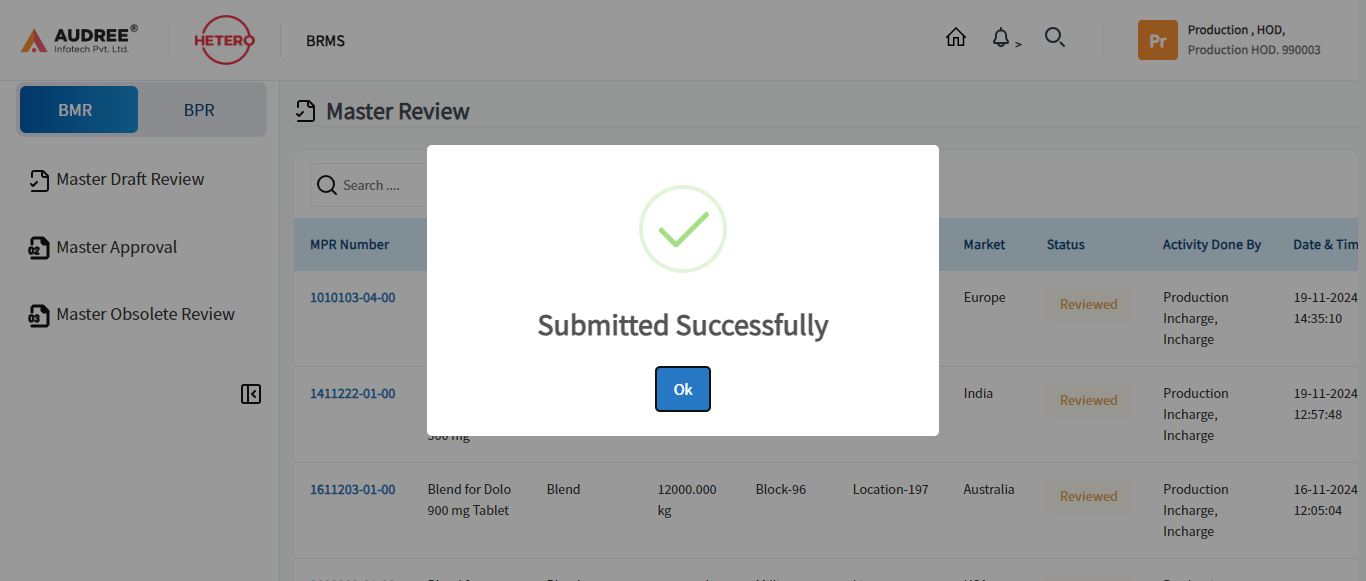 AUDREE®
Infotech Pvt. Ltd.
HETERO
BRMS
>
Pr
Production , HOD,
Production HOD. 990003
BMR
BPR
Master Draft Review
02
Master Approval
03
Master Obsolete Review
Master Review
Search ....
Submitted Successfully
Ok
MPR Number Market Status Activity Done By Date & Tim
1010103-04-00 Europe Reviewed Production 19-11-2024
Incharge, 14:35:10
Incharge
1411222-01-00 India Reviewed Production 19-11-2024
Incharge, 12:57:48
Incharge
1611203-01-00 Blend for Dolo Blend 12000.000 Block-96 Location-197 Australia Reviewed Production 16-11-2024
900 mg Tablet kg Incharge, 12:05:04
Incharge